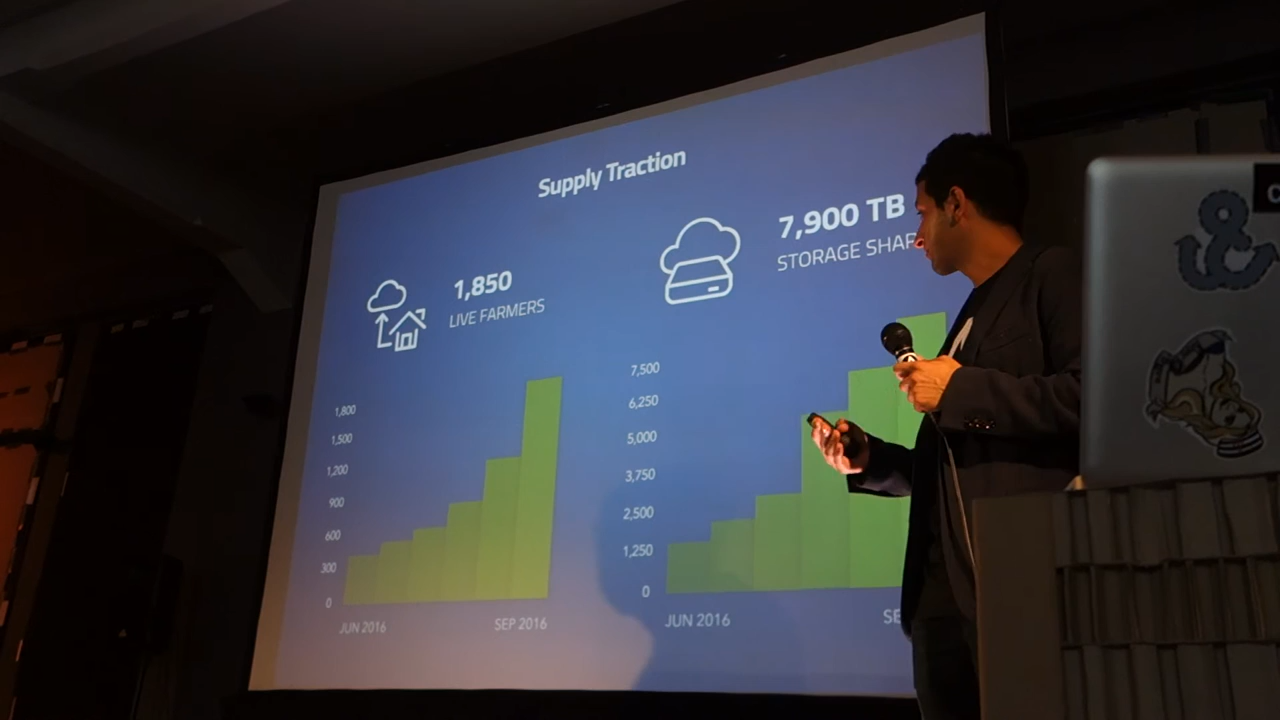 Supply Traction
1,850
LIVE FARMERS
7,900 TB
STORAGE SHAR
1,800
1,500
1,200
900
600
300
0
JUN 2016
SEP 2016
7,500
6,250
5,000
3,750
2,500
1,250
0
JUN 2016
SE